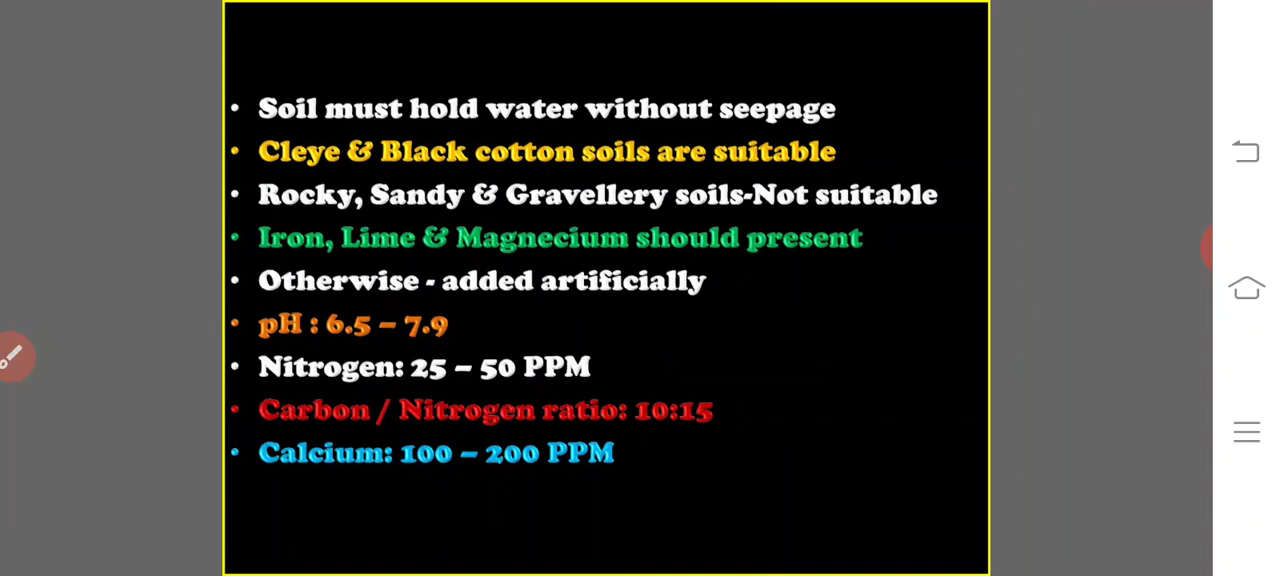 • Soil must hold water without seepage
• Cleye & Black cotton soils are suitable
• Rocky, Sandy & Gravellery soils-Not suitable
• Iron, Lime & Magnecium should present
• Otherwise - added artificially
• pH : 6.5 – 7.9
• Nitrogen: 25 – 50 PPM
• Carbon / Nitrogen ratio: 10:15
• Calcium: 100 – 200 PPM